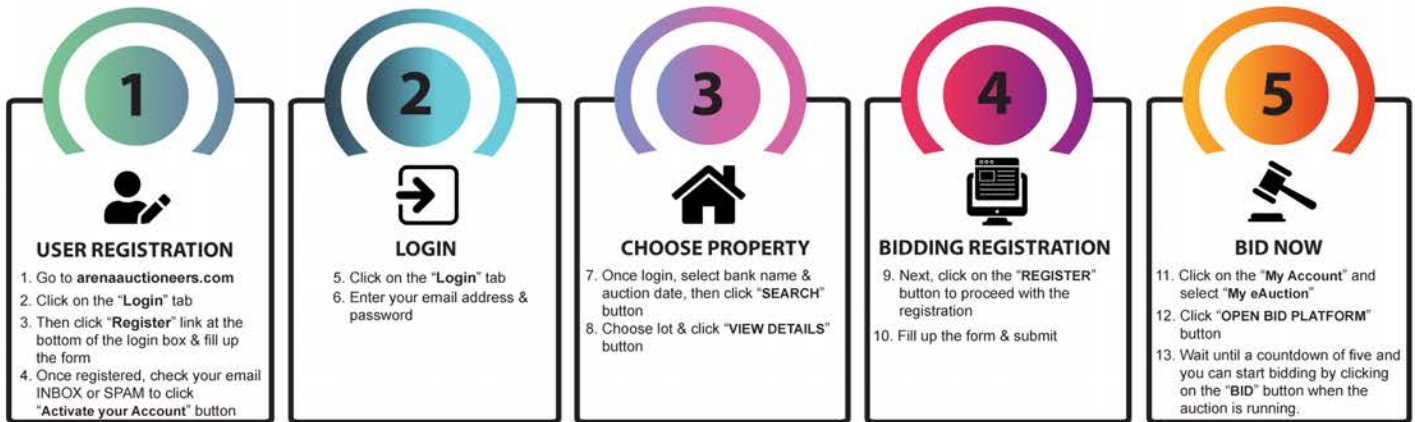 1
USER REGISTRATION
1. Go to arenaauctioneers.com
2. Click on the “Login” tab
3. Then click “Register” link at the
bottom of the login box & fill up
the form
4. Once registered, check your email
INBOX or SPAM to click
“Activate your Account” button
2
LOGIN
5. Click on the “Login” tab
6. Enter your email address &
password
3
CHOOSE PROPERTY
7. Once login, select bank name &
auction date, then click “SEARCH”
button
8. Choose lot & click “VIEW DETAILS”
button
4
BIDDING REGISTRATION
9. Next, click on the “REGISTER”
button to proceed with the
registration
10. Fill up the form & submit
5
BID NOW
11. Click on the “My Account” and
select “My eAuction”
12. Click “OPEN BID PLATFORM”
button
13. Wait until a countdown of five and
you can start bidding by clicking
on the “BID” button when the
auction is running.